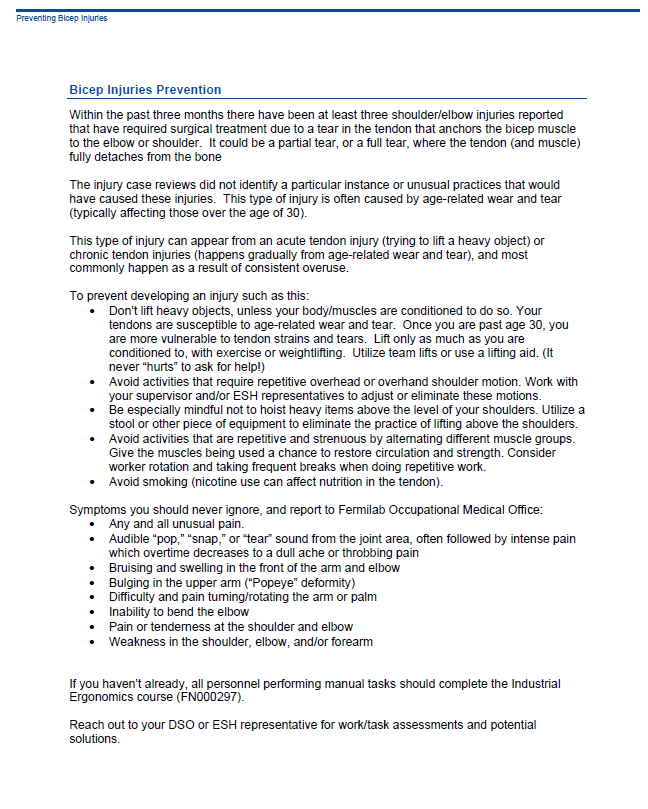 Preventing Bicep Injuries
Bicep Injuries Prevention
Within the past three months there have been at least three shoulder/elbow injuries reported
that have required surgical treatment due to a tear in the tendon that anchors the bicep muscle
to the elbow or shoulder.  It could be a partial tear, or a full tear, where the tendon (and muscle)
fully detaches from the bone
The injury case reviews did not identify a particular instance or unusual practices that would
have caused these injuries.  This type of injury is often caused by age-related wear and tear
(typically affecting those over the age of 30).
This type of injury can appear from an acute tendon injury (trying to lift a heavy object) or
chronic tendon injuries (happens gradually from age-related wear and tear), and most
commonly happen as a result of consistent overuse.
To prevent developing an injury such as this:
• Don’t lift heavy objects, unless your body/muscles are conditioned to do so. Your
tendons are susceptible to age-related wear and tear.  Once you are past age 30, you
are more vulnerable to tendon strains and tears.  Lift only as much as you are
conditioned to, with exercise or weightlifting.  Utilize team lifts or use a lifting aid. (It
never “hurts” to ask for help!)
• Avoid activities that require repetitive overhead or overhand shoulder motion. Work with
your supervisor and/or ESH representatives to adjust or eliminate these motions.
• Be especially mindful not to hoist heavy items above the level of your shoulders. Utilize a
stool or other piece of equipment to eliminate the practice of lifting above the shoulders.
• Avoid activities that are repetitive and strenuous by alternating different muscle groups.
Give the muscles being used a chance to restore circulation and strength. Consider
worker rotation and taking frequent breaks when doing repetitive work.
• Avoid smoking (nicotine use can affect nutrition in the tendon).
Symptoms you should never ignore, and report to Fermilab Occupational Medical Office:
• Any and all unusual pain.
• Audible “pop,” “snap,” or “tear” sound from the joint area, often followed by intense pain
which overtime decreases to a dull ache or throbbing pain
• Bruising and swelling in the front of the arm and elbow
• Bulging in the upper arm (“Popeye” deformity)
• Difficulty and pain turning/rotating the arm or palm
• Inability to bend the elbow
• Pain or tenderness at the shoulder and elbow
• Weakness in the shoulder, elbow, and/or forearm
If you haven’t already, all personnel performing manual tasks should complete the Industrial
Ergonomics course (FN000297).
Reach out to your DSO or ESH representative for work/task assessments and potential
solutions.